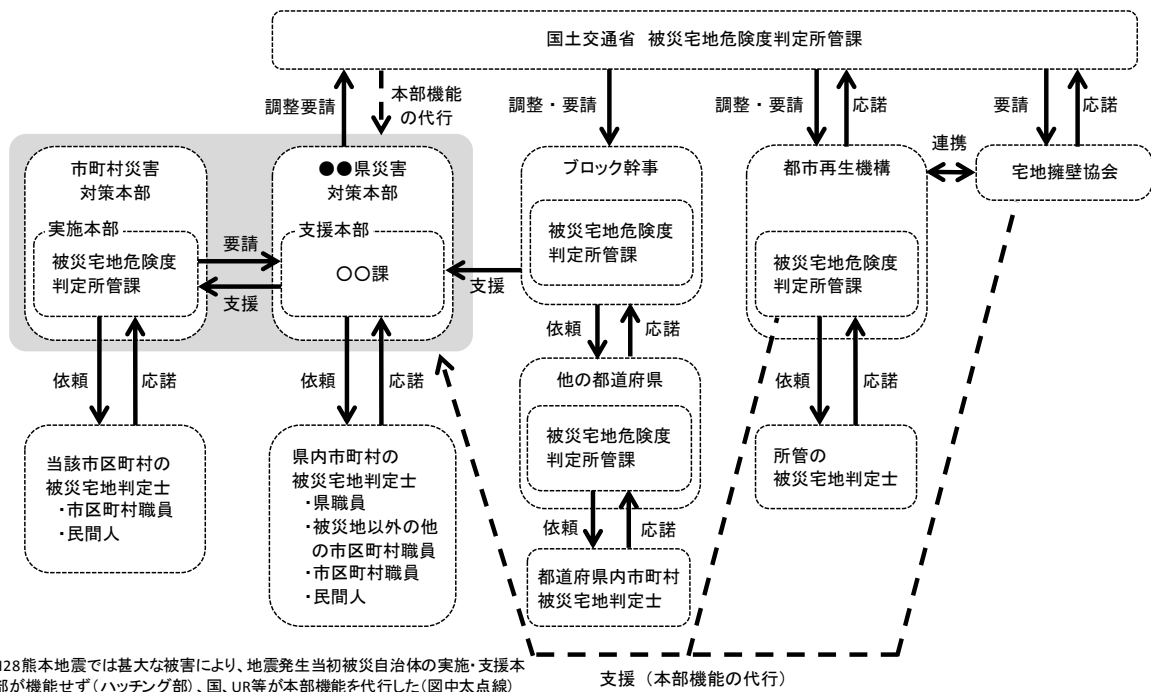 国土交通省 被災宅地危険度判定所管課
調整要請
本部機能
の代行
調整・要請
調整・要請
応諾
要請
応諾
市町村災害
対策本部
実施本部
被災宅地危険度
判定所管課
要請
支援
●●県災害
対策本部
支援本部
〇〇課
支援
ブロック幹事
被災宅地危険度
判定所管課
都市再生機構
被災宅地危険度
判定所管課
連携
宅地擁壁協会
依頼
応諾
依頼
応諾
依頼
応諾
依頼
応諾
他の都道府県
被災宅地危険度
判定所管課
依頼
応諾
当該市区町村の
被災宅地判定士
・市区町村職員
・民間人
県内市町村の
被災宅地判定士
・県職員
・被災地以外の他
の市区町村職員
・市区町村職員
・民間人
都道府県内市町村
被災宅地判定士
所管の
被災宅地判定士
支援（本部機能の代行）
28熊本地震では甚大な被害により、地震発生当初被災自治体の実施・支援本
部が機能せず（ハッチング部）、国、UR等が本部機能を代行した（図中太点線）